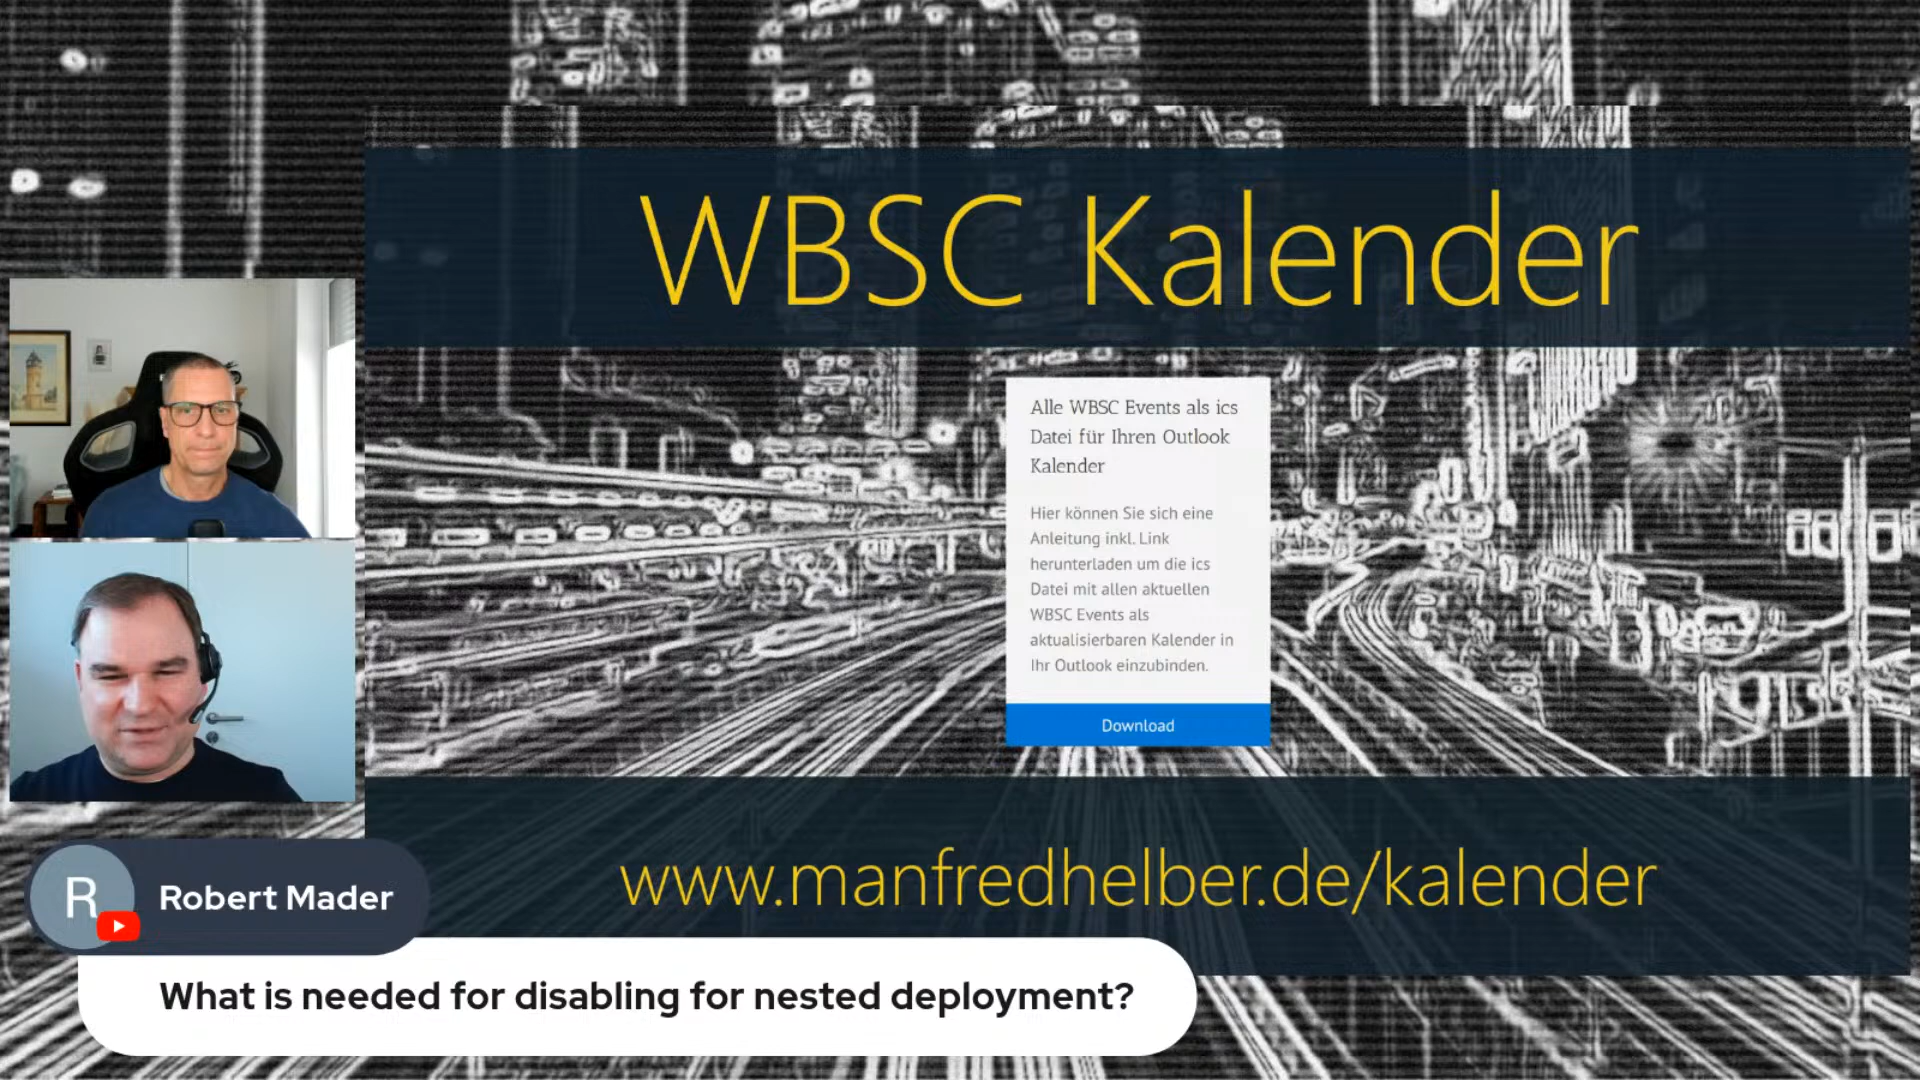 WBSC Kalender
Alle WBSC Events als ics
Datei für Ihren Outlook
Kalender
Hier können Sie sich eine
Anleitung inkl. Link
herunterladen um die ics
Datei mit allen aktuellen
WBSC Events als
aktualisierbaren Kalender in
Ihr Outlook einzubinden.
Download
www.manfredhelber.de/kalender
R
Robert Mader
What is needed for disabling for nested deployment?